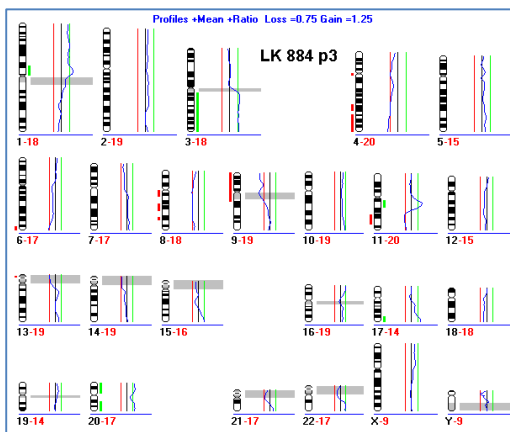 Profiles +Mean +Ratio Loss =0.75 Gain =1.25
LK 884 p3
1-18 2-19 3-18 4-20 5-15
6-17 7-17 8-18 9-19 10-19 11-20 12-15
13-19 14-19 15-16 16-19 17-14 18-18
19-14 20-17 21-17 22-17 X-9 Y-9